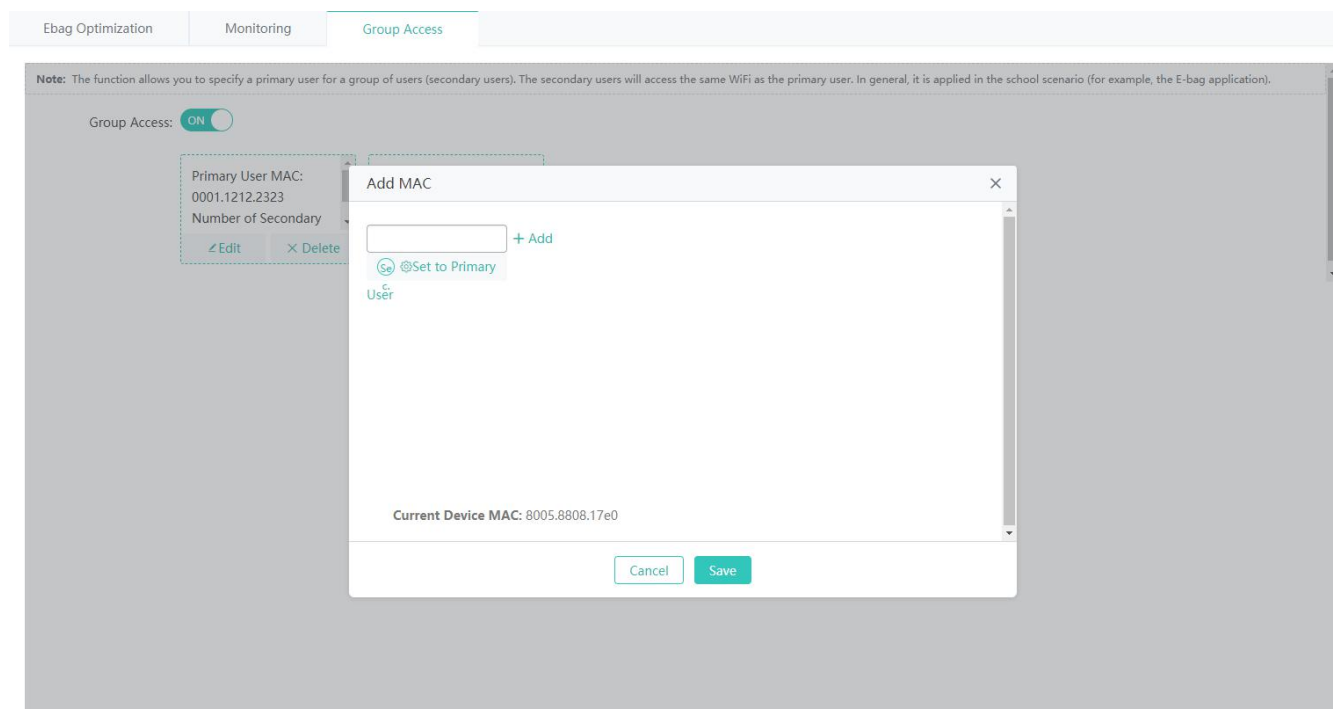 Ebag Optimization
Monitoring
Group Access
Note: The function allows you to specify a primary user for a group of users (secondary users). The secondary users will access the same WiFi as the primary user. In general, it is applied in the school scenario (for example, the E-bag application).
Group Access: ON
Primary User MAC:
0001.1212.2323
Number of Secondary
Edit
Delete
Add MAC
+ Add
Se
c.
Set to Primary
User
Current Device MAC: 8005.8808.17e0
Cancel
Save